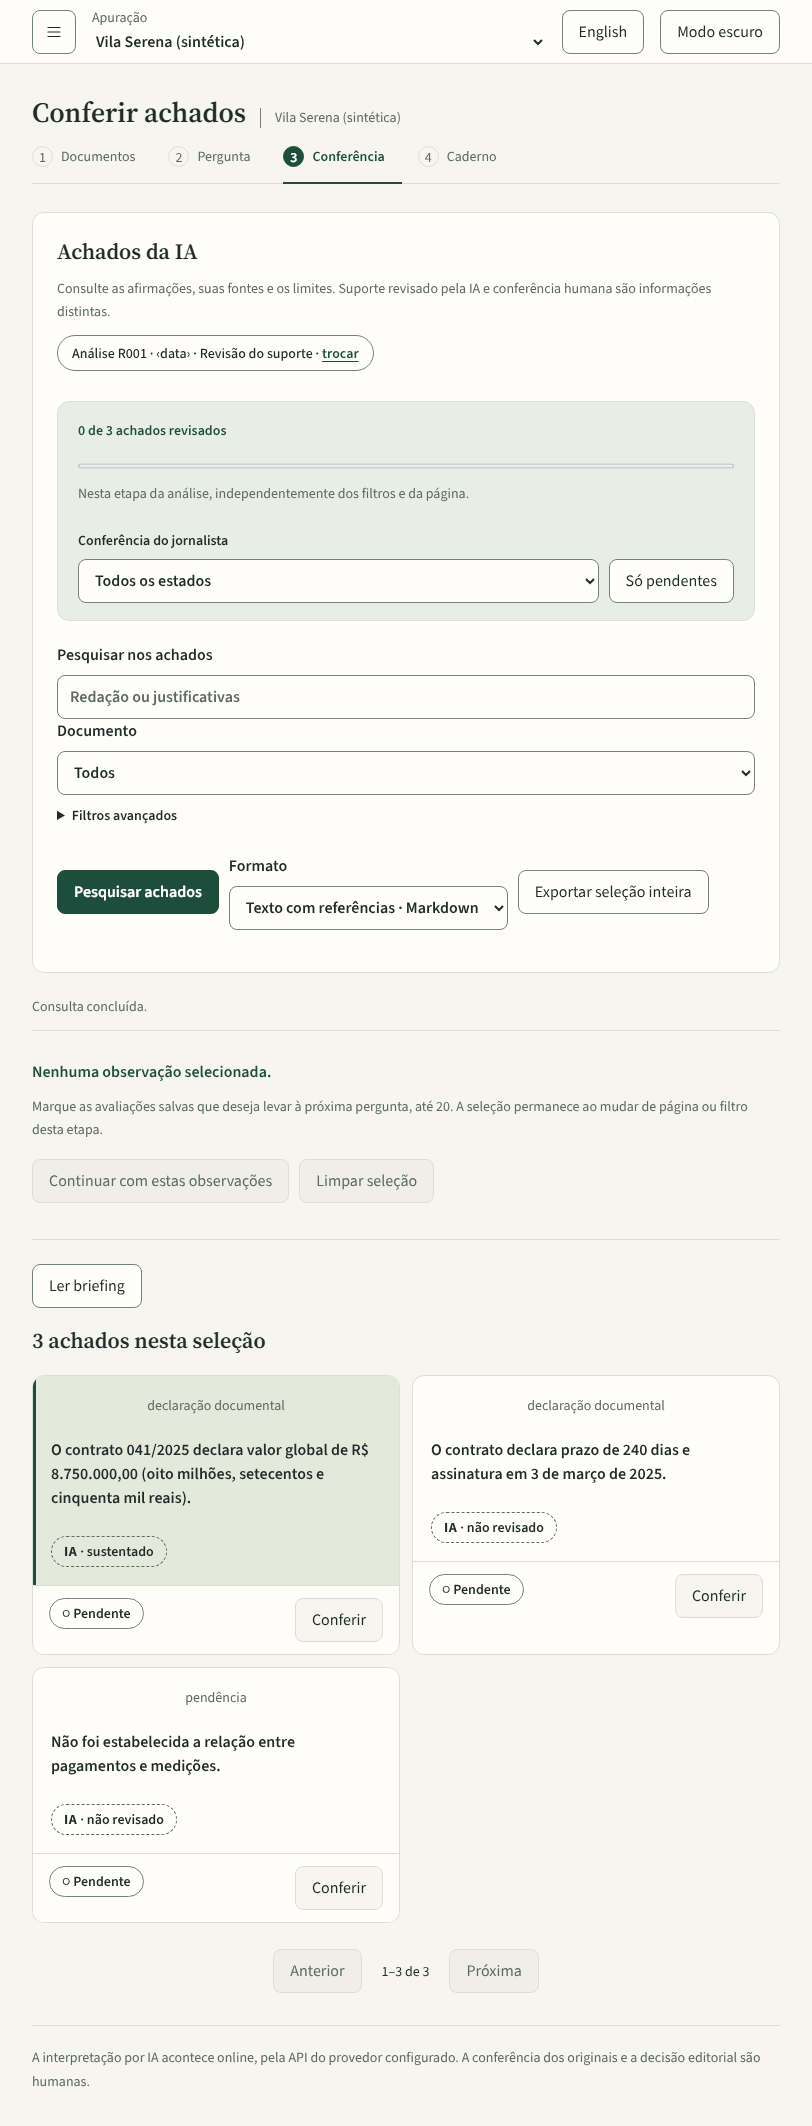 Apuração
Vila Serena (sintética)
English
Modo escuro
Conferir achados
Vila Serena (sintética)
1 Documentos
2 Pergunta
3 Conferência
4 Caderno
Achados da IA
Consulte as afirmações, suas fontes e os limites. Suporte revisado pela IA e conferência humana são informações
distintas.
Análise R001 · ‹data› · Revisão do suporte · trocar
0 de 3 achados revisados
Nesta etapa da análise, independentemente dos filtros e da página.
Conferência do jornalista
Todos os estados
Só pendentes
Pesquisar nos achados
Redação ou justificativas
Documento
Todos
Filtros avançados
Pesquisar achados
Formato
Texto com referências · Markdown
Exportar seleção inteira
Consulta concluída.
Nenhuma observação selecionada.
Marque as avaliações salvas que deseja levar à próxima pergunta, até 20. A seleção permanece ao mudar de página ou filtro
desta etapa.
Continuar com estas observações
Limpar seleção
Ler briefing
3 achados nesta seleção
declaração documental
O contrato 041/2025 declara valor global de R$
8.750.000,00 (oito milhões, setecentos e
cinquenta mil reais).
IA · sustentado
○ Pendente
Conferir
declaração documental
O contrato declara prazo de 240 dias e
assinatura em 3 de março de 2025.
IA · não revisado
○ Pendente
Conferir
pendência
Não foi estabelecida a relação entre
pagamentos e medições.
IA · não revisado
○ Pendente
Conferir
Anterior
1–3 de 3
Próxima
A interpretação por IA acontece online, pela API do provedor configurado. A conferência dos originais e a decisão editorial são
humanas.